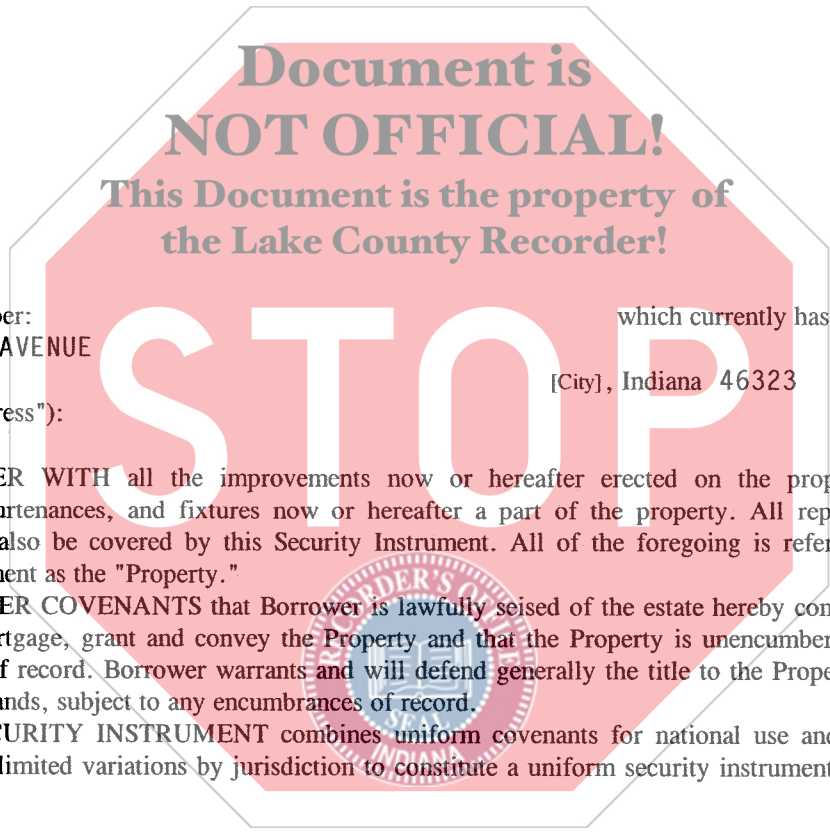 Document is
NOT OFFICIAL!
This Document is the property of
the Lake County Recorder!
er: which currently has
AVENUE
[City], Indiana 46323
ress"):
STOP
ER WITH all the improvements now or hereafter erected on the prop
urtenances, and fixtures now or hereafter a part of the property. All rep
also be covered by this Security Instrument. All of the foregoing is refer
ent as the "Property."
ER COVENANTS that Borrower is lawfully seised of the estate hereby con
rtgage, grant and convey the Property and that the Property is unencumber
f record. Borrower warrants and will defend generally the title to the Prope
ands, subject to any encumbrances of record.
CURITY INSTRUMENT combines uniform covenants for national use and
limited variations by jurisdiction to constitute a uniform security instrument
RECORDER'S OFFICE
SEAL
INDIANA